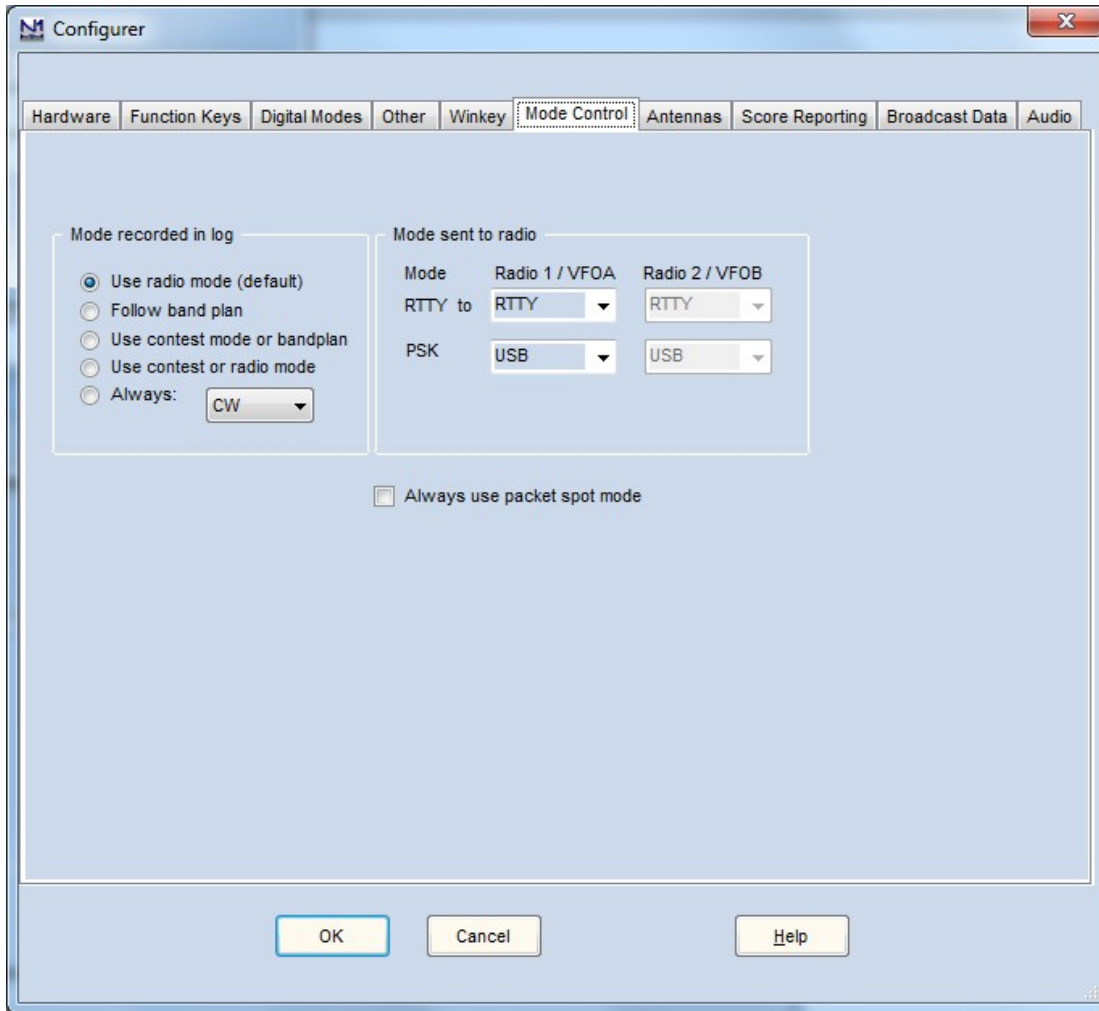 N1
Configurer
X
Hardware Function Keys Digital Modes Other Winkey Mode Control Antennas Score Reporting Broadcast Data Audio
Mode recorded in log
Use radio mode (default)
Follow band plan
Use contest mode or bandplan
Use contest or radio mode
Always: CW
Mode sent to radio
Mode Radio 1 / VFOA Radio 2 / VFOB
RTTY to RTTY RTTY
PSK USB USB
Always use packet spot mode
OK Cancel Help